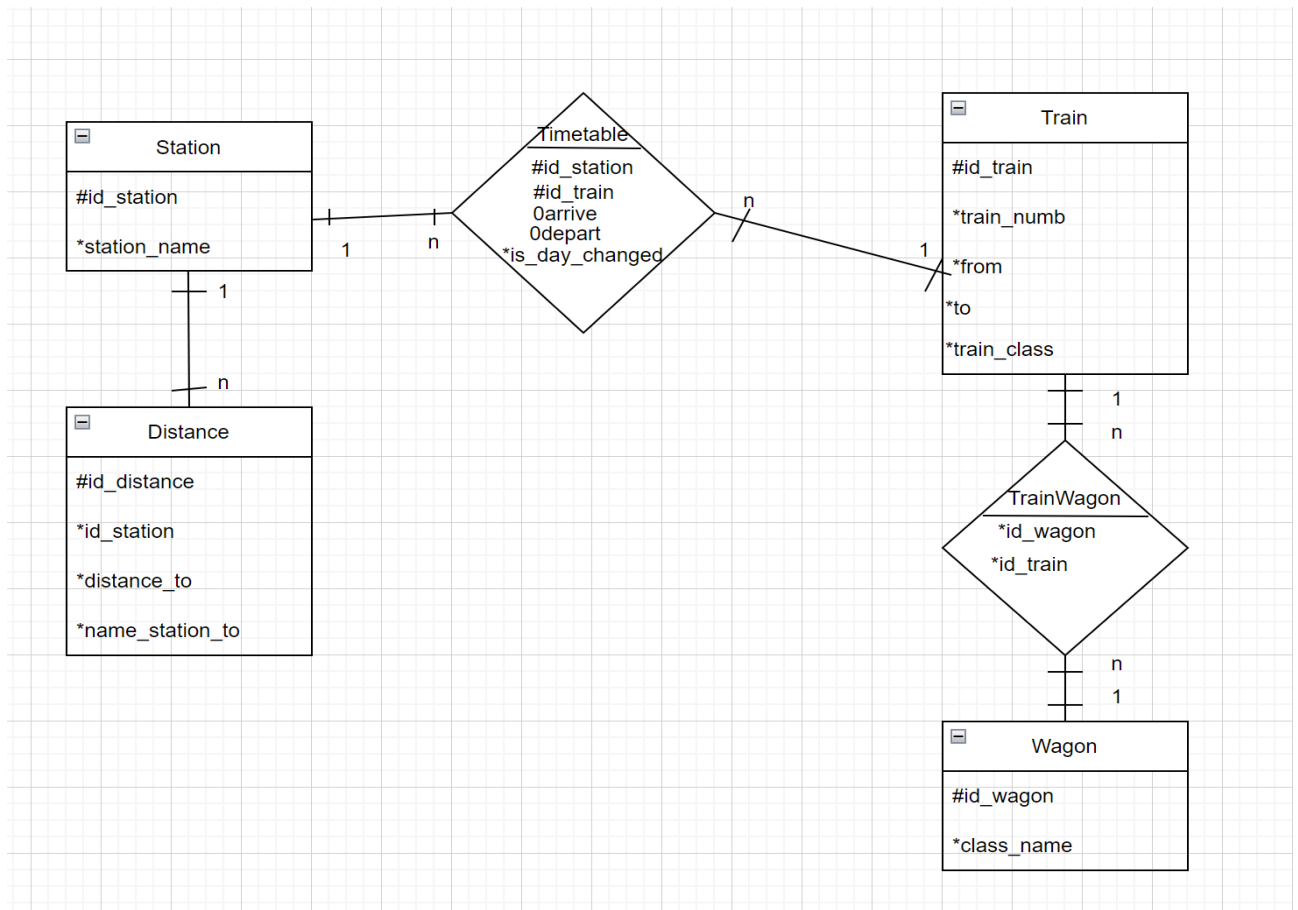 Station
#id_station
*station_name
1
n
Timetable
#id_station
#id_train
0arrive
0depart
*is_day_changed
n
1
Train
#id_train
*train_numb
*from
*to
*train_class
1
n
Distance
#id_distance
*id_station
*distance_to
*name_station_to
1
n
TrainWagon
*id_wagon
*id_train
n
1
Wagon
#id_wagon
*class_name